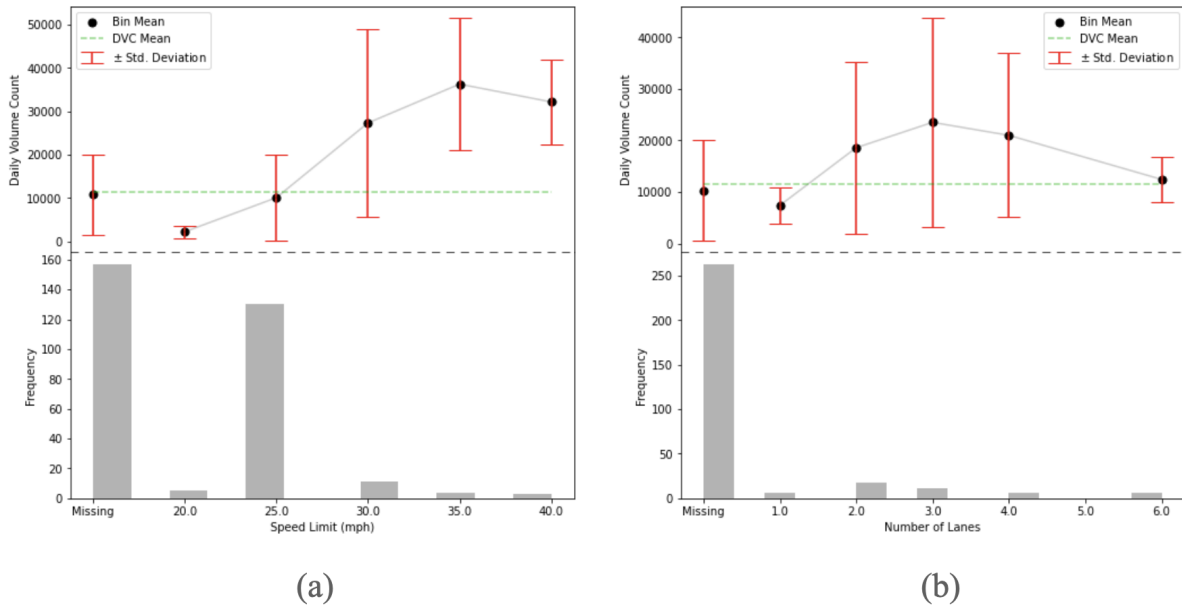 Bin Mean
DVC Mean
± Std. Deviation
Daily Volume Count
50000
40000
30000
20000
10000
0
Frequency
160
140
120
100
80
60
40
20
0
Missing 20.0 25.0 30.0 35.0 40.0
Speed Limit (mph)
(a)
Bin Mean
DVC Mean
± Std. Deviation
Daily Volume Count
40000
30000
20000
10000
0
Frequency
250
200
150
100
50
0
Missing 1.0 2.0 3.0 4.0 5.0 6.0
Number of Lanes
(b)